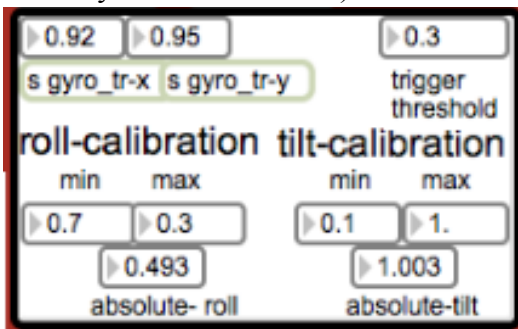 0.92 0.95 0.3
s gyro_tr-x s gyro_tr-y trigger
threshold
roll-calibration tilt-calibration
min max min max
0.7 0.3 0.1 1.
0.493 1.003
absolute- roll absolute-tilt